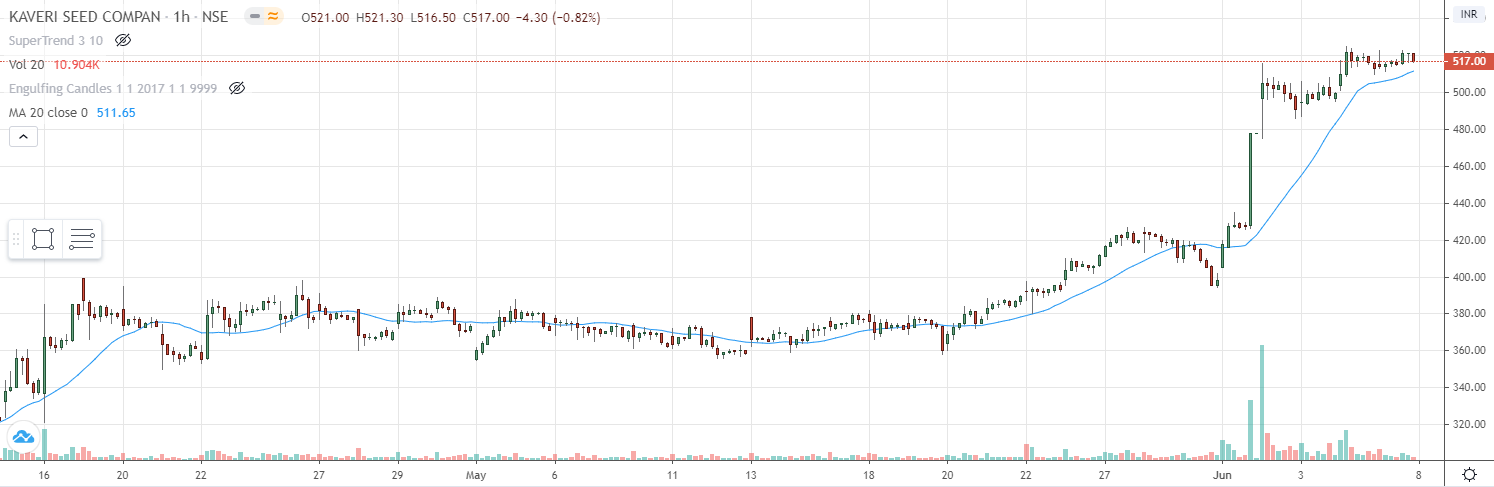 KAVERI SEED COMPAN · 1h · NSE O521.00 H521.30 L516.50 C517.00 −4.30 (−0.82%) INR
SuperTrend 3 10
Vol 20 10.904K
517.00
Engulfing Candles 1 1 2017 1 1 9999
500.00
MA 20 close 0 511.65
480.00
460.00
440.00
420.00
400.00
380.00
360.00
340.00
320.00
16 20 22 27 29 May 6 11 13 18 20 22 27 Jun 3 8